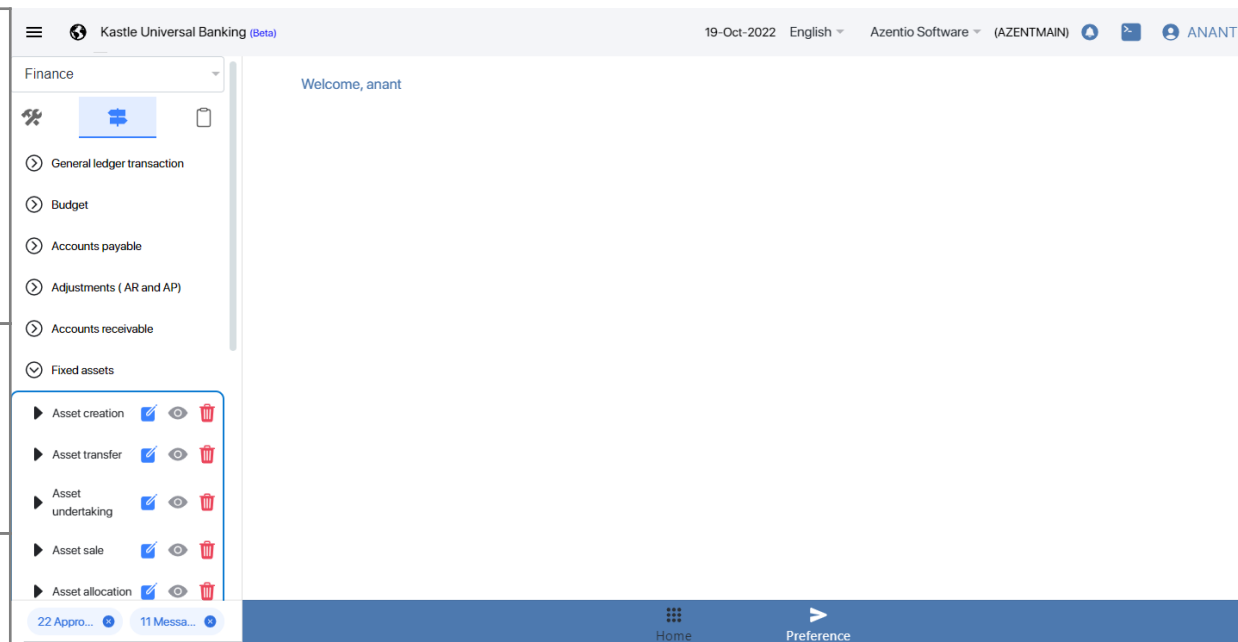 Kastle Universal Banking (Beta)
19-Oct-2022 English Azentio Software (AZENTMAIN) ANANT
Finance
Welcome, anant
General ledger transaction
Budget
Accounts payable
Adjustments ( AR and AP)
Accounts receivable
Fixed assets
Asset creation
Asset transfer
Asset
undertaking
Asset sale
Asset allocation
22 Appro... 11 Messa...
Home Preference